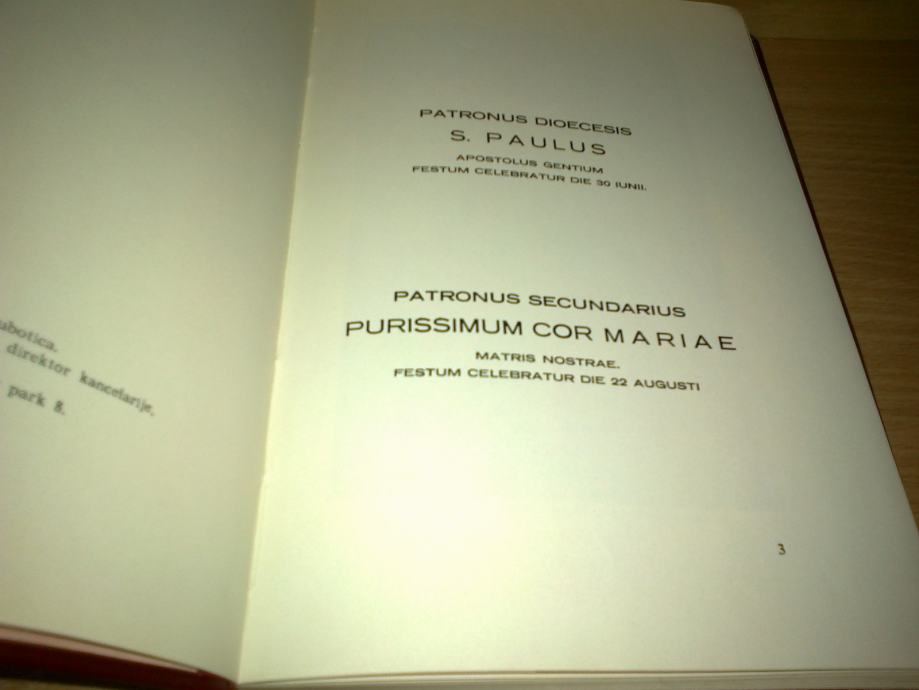 ubotica.
direktor kancelarije.
park 8.
PATRONUS DIOECESIS
S. PAULUS
APOSTOLUS GENTIUM
FESTUM CELEBRATUR DIE 30 IUNII.
PATRONUS SECUNDARIUS
PURISSIMUM COR MARIAE
MATRIS NOSTRAE.
FESTUM CELEBRATUR DIE 22 AUGUSTI
3